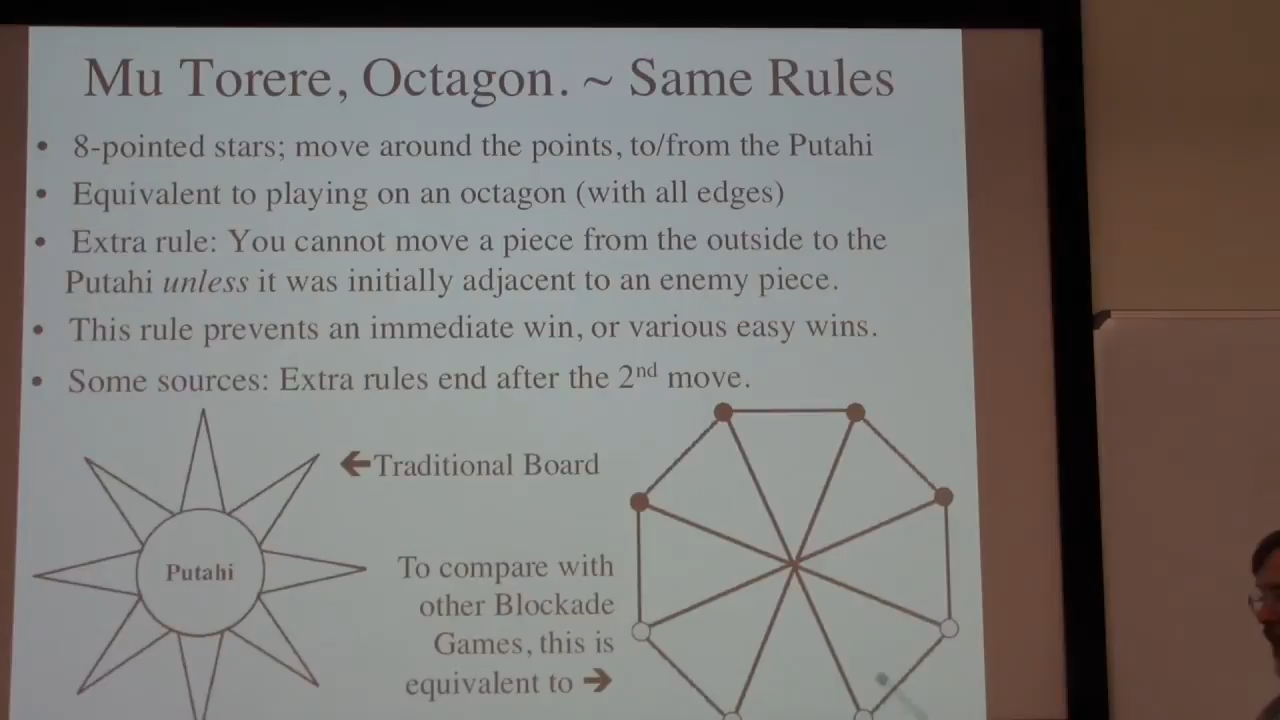 Mu Torere, Octagon. ~ Same Rules
• 8-pointed stars; move around the points, to/from the Putahi
• Equivalent to playing on an octagon (with all edges)
• Extra rule: You cannot move a piece from the outside to the
Putahi unless it was initially adjacent to an enemy piece.
• This rule prevents an immediate win, or various easy wins.
• Some sources: Extra rules end after the 2nd move.
←Traditional Board
Putahi
To compare with
other Blockade
Games, this is
equivalent to →